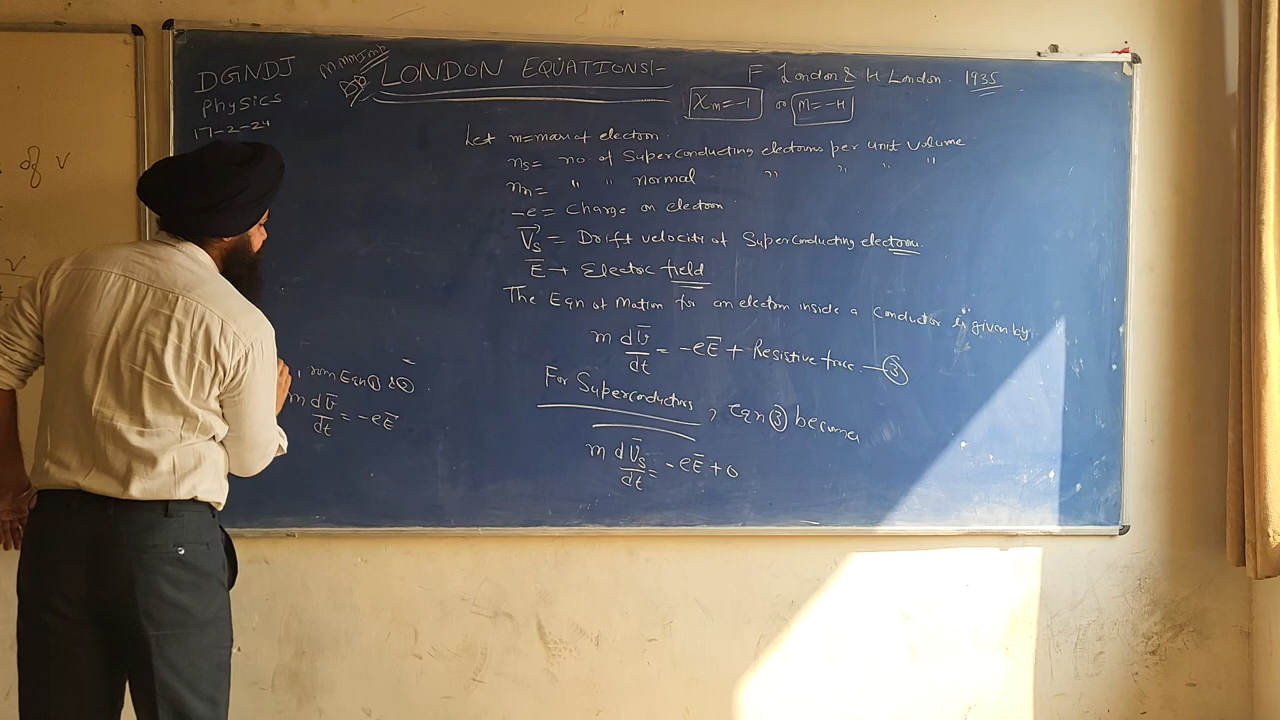 of v
v
DGNDJ
Physics
17-2-24
MMMImp
LONDON EQUATIONS:-
F London & H London. 1935
χm=-1 or M=-H
Let m=mass of electron
ns= no. of Superconducting electrons per unit volume
nn= " " normal " " " "
-e= Charge on electron
Vs = Drift velocity of Superconducting electrons.
E → Electric field
The Eqn of Motion for an electron inside a conductor is given by
m dv/dt = -eE + Resistive force. —③
For Superconductors, Eqn ③ becomes
m dvs/dt = -eE + 0
from Eqn ① & ②.
m dv/dt = -eE